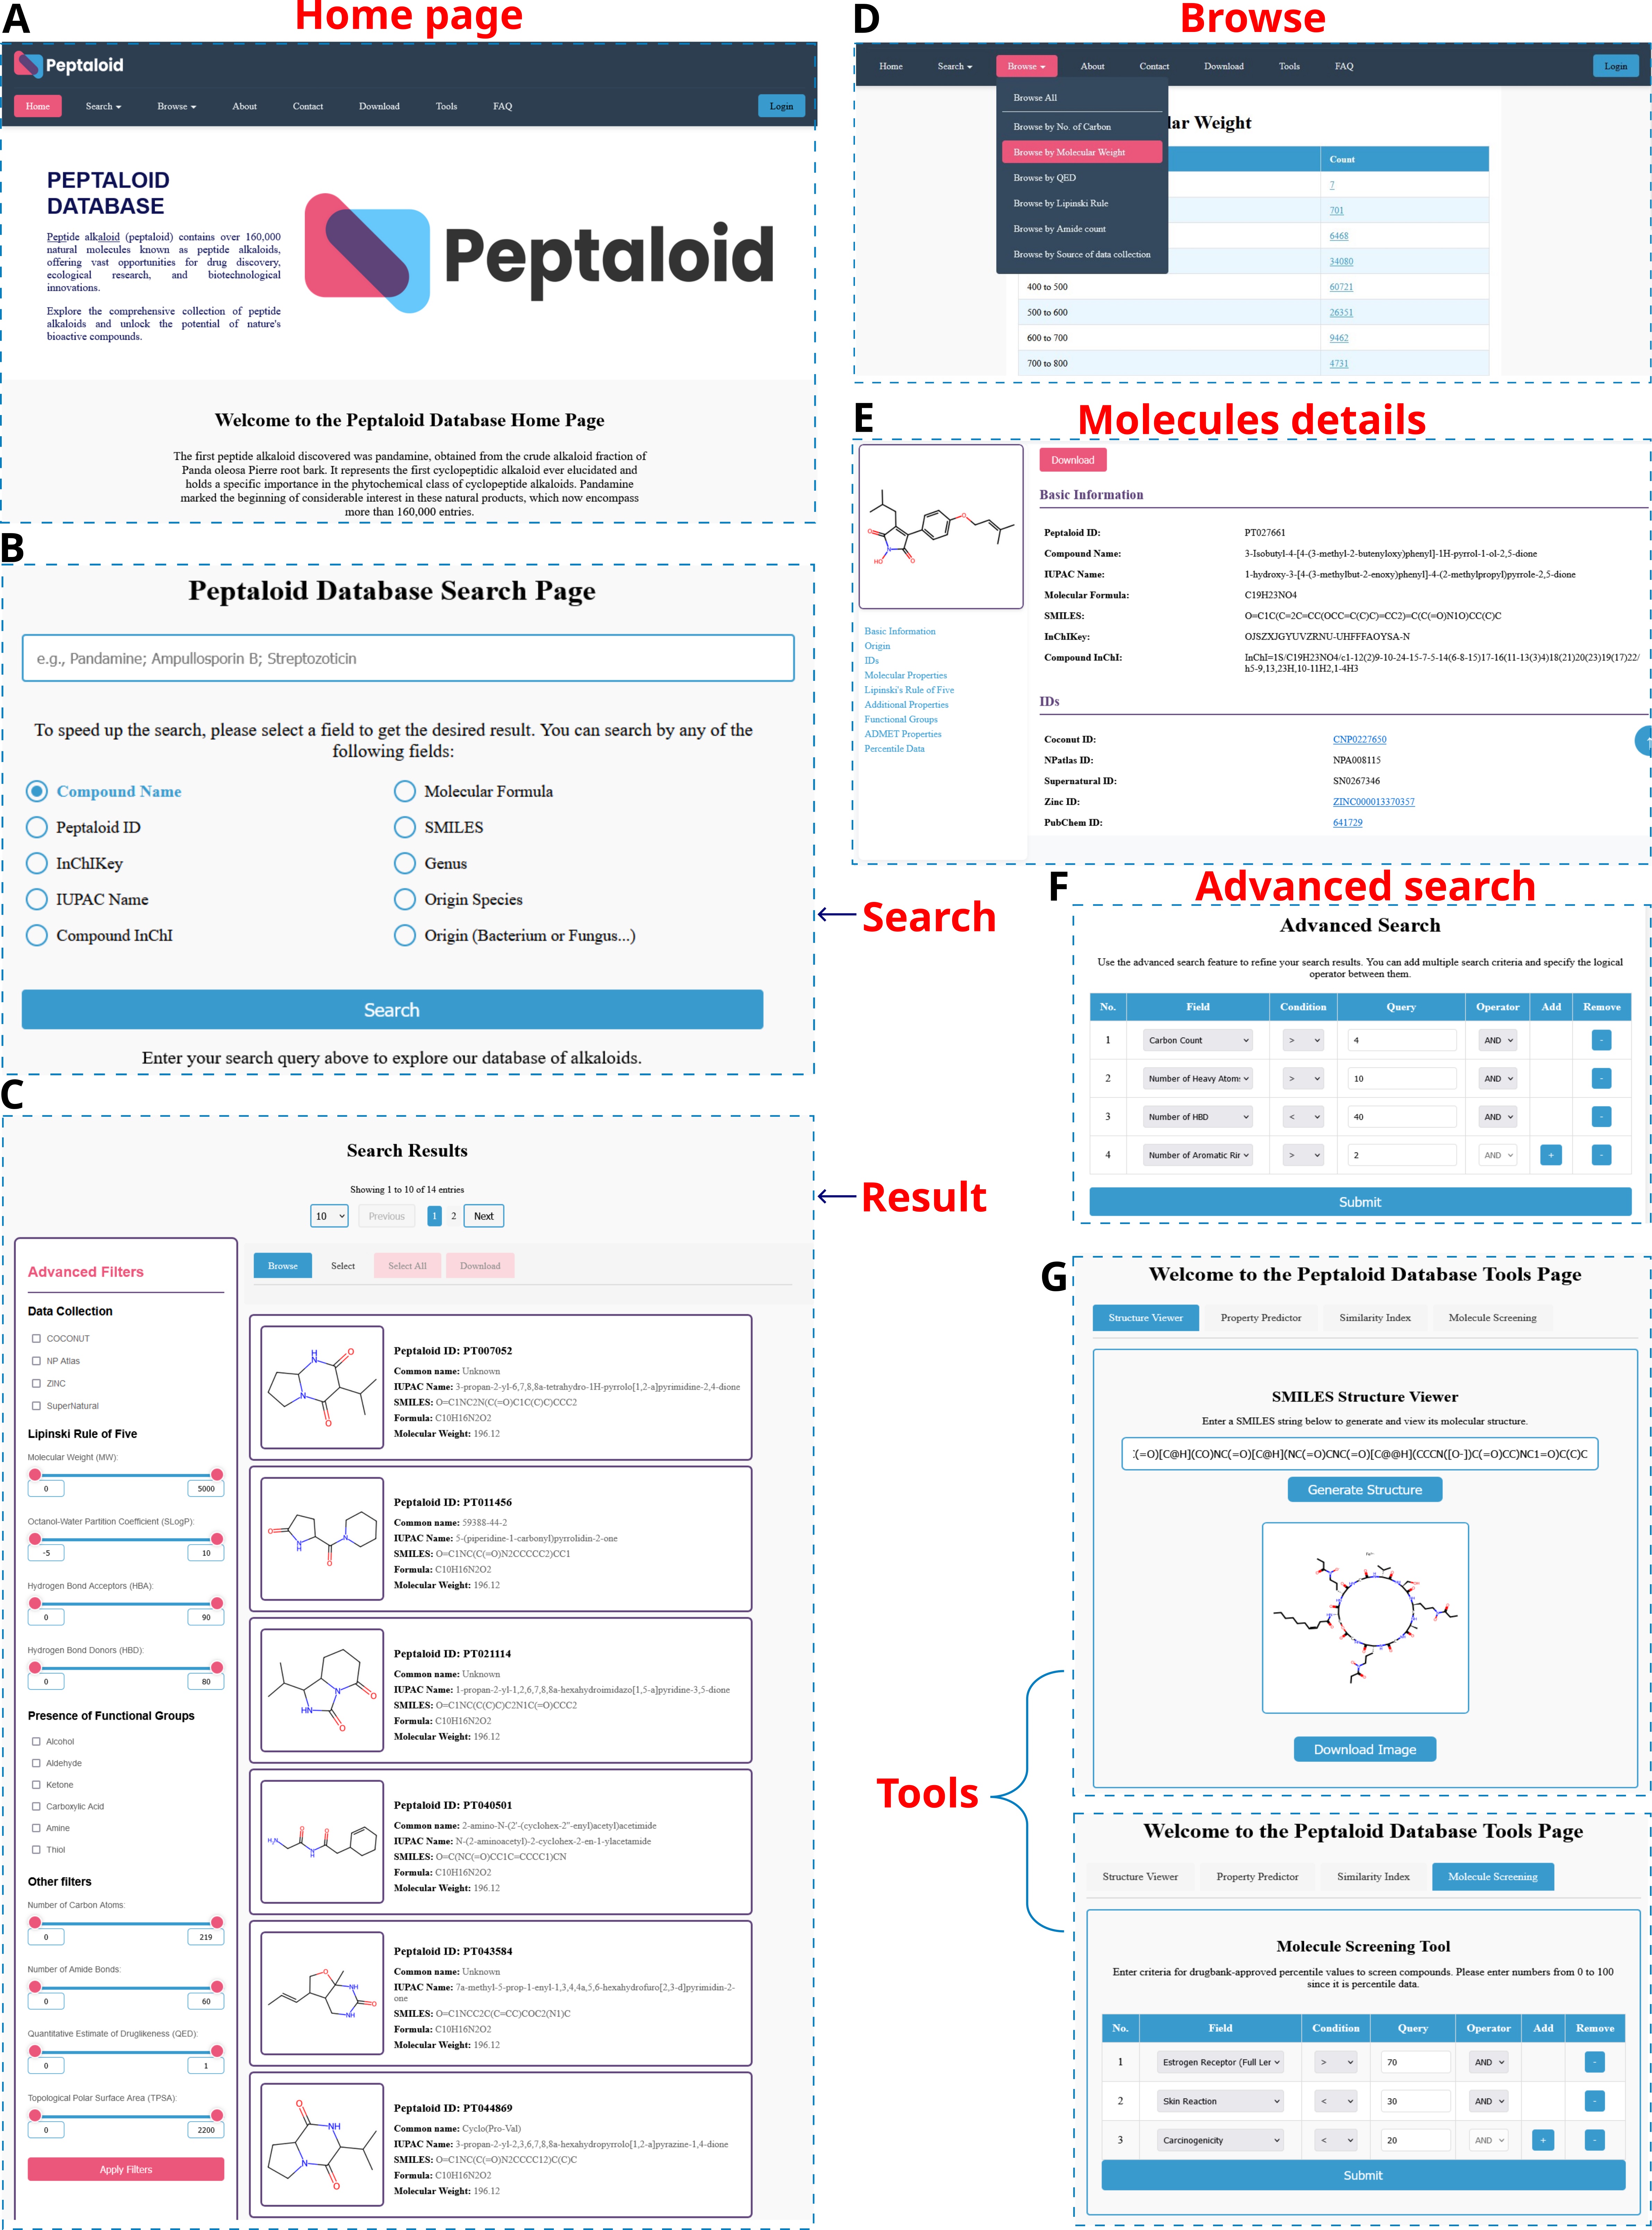 A
Home page
Peptaloid
Home
Search
Browse
About
Contact
Download
Tools
FAQ
Login
PEPTALOID
DATABASE
Peptide alkaloid (peptaloid) contains over 160,000
natural molecules known as peptide alkaloids,
offering vast opportunities for drug discovery,
ecological research, and biotechnological
innovations.
Explore the comprehensive collection of peptide
alkaloids and unlock the potential of nature's
bioactive compounds.
Peptaloid
Welcome to the Peptaloid Database Home Page
The first peptide alkaloid discovered was pandamine, obtained from the crude alkaloid fraction of
Panda oleosa Pierre root bark. It represents the first cyclopeptidic alkaloid ever elucidated and
holds a specific importance in the phytochemical class of cyclopeptide alkaloids. Pandamine
marked the beginning of considerable interest in these natural products, which now encompass
more than 160,000 entries.
B
Peptaloid Database Search Page
e.g., Pandamine; Ampullosporin B; Streptozoticin
To speed up the search, please select a field to get the desired result. You can search by any of the
following fields:
Compound Name
Molecular Formula
Peptaloid ID
SMILES
InChIKey
Genus
IUPAC Name
Origin Species
Compound InChI
Origin (Bacterium or Fungus...)
Search
Enter your search query above to explore our database of alkaloids.
Search
C
Search Results
Showing 1 to 10 of 14 entries
10
Previous
1
2
Next
Result
Advanced Filters
Data Collection
COCONUT
NP Atlas
ZINC
SuperNatural
Lipinski Rule of Five
Molecular Weight (MW):
0
5000
Octanol-Water Partition Coefficient (SLogP):
-5
10
Hydrogen Bond Acceptors (HBA):
0
90
Hydrogen Bond Donors (HBD):
0
80
Presence of Functional Groups
Alcohol
Aldehyde
Ketone
Carboxylic Acid
Amine
Thiol
Other filters
Number of Carbon Atoms:
0
219
Number of Amide Bonds:
0
60
Quantitative Estimate of Druglikeness (QED):
0
1
Topological Polar Surface Area (TPSA):
0
2200
Apply Filters
Browse
Select
Select All
Download
Peptaloid ID: PT007052
Common name: Unknown
IUPAC Name: 3-propan-2-yl-6,7,8,8a-tetrahydro-1H-pyrrolo[1,2-a]pyrimidine-2,4-dione
SMILES: O=C1NC2N(C(=O)C1C(C)C)CCC2
Formula: C10H16N2O2
Molecular Weight: 196.12
Peptaloid ID: PT011456
Common name: 59388-44-2
IUPAC Name: 5-(piperidine-1-carbonyl)pyrrolidin-2-one
SMILES: O=C1NC(C(=O)N2CCCCC2)CC1
Formula: C10H16N2O2
Molecular Weight: 196.12
Peptaloid ID: PT021114
Common name: Unknown
IUPAC Name: 1-propan-2-yl-1,2,6,7,8,8a-hexahydroimidazo[1,5-a]pyridine-3,5-dione
SMILES: O=C1NC(C(C)C)C2N1C(=O)CCC2
Formula: C10H16N2O2
Molecular Weight: 196.12
Peptaloid ID: PT040501
Common name: 2-amino-N-(2'-(cyclohex-2"-enyl)acetyl)acetimide
IUPAC Name: N-(2-aminoacetyl)-2-cyclohex-2-en-1-ylacetamide
SMILES: O=C(NC(=O)CC1C=CCCC1)CN
Formula: C10H16N2O2
Molecular Weight: 196.12
Peptaloid ID: PT043584
Common name: Unknown
IUPAC Name: 7a-methyl-5-prop-1-enyl-1,3,4,4a,5,6-hexahydrofuro[2,3-d]pyrimidin-2-
one
SMILES: O=C1NCC2C(C=CC)COC2(N1)C
Formula: C10H16N2O2
Molecular Weight: 196.12
Peptaloid ID: PT044869
Common name: Cyclo(Pro-Val)
IUPAC Name: 3-propan-2-yl-2,3,6,7,8,8a-hexahydropyrrolo[1,2-a]pyrazine-1,4-dione
SMILES: O=C1NC(C(=O)N2CCCC12)C(C)C
Formula: C10H16N2O2
Molecular Weight: 196.12
D
Browse
Home
Search
Browse
About
Contact
Download
Tools
FAQ
Login
Browse All
Browse by No. of Carbon
Browse by Molecular Weight
Browse by QED
Browse by Lipinski Rule
Browse by Amide count
Browse by Source of data collection
lar Weight
Count
7
701
6468
34080
400 to 500
60721
500 to 600
26351
600 to 700
9462
700 to 800
4731
E
Molecules details
Download
Basic Information
Origin
IDs
Molecular Properties
Lipinski's Rule of Five
Additional Properties
Functional Groups
ADMET Properties
Percentile Data
Basic Information
Peptaloid ID: PT027661
Compound Name: 3-Isobutyl-4-[4-(3-methyl-2-butenyloxy)phenyl]-1H-pyrrol-1-ol-2,5-dione
IUPAC Name: 1-hydroxy-3-[4-(3-methylbut-2-enoxy)phenyl]-4-(2-methylpropyl)pyrrole-2,5-dione
Molecular Formula: C19H23NO4
SMILES: O=C1C(C=2C=CC(OCC=C(C)C)=CC2)=C(C(=O)N1O)CC(C)C
InChIKey: OJSZXJGYUVZRNU-UHFFFAOYSA-N
Compound InChI: InChI=1S/C19H23NO4/c1-12(2)9-10-24-15-7-5-14(6-8-15)17-16(11-13(3)4)18(21)20(23)19(17)22/
h5-9,13,23H,10-11H2,1-4H3
IDs
Coconut ID: CNP0227650
NPatlas ID: NPA008115
Supernatural ID: SN0267346
Zinc ID: ZINC000013370357
PubChem ID: 641729
F
Advanced search
Advanced Search
Use the advanced search feature to refine your search results. You can add multiple search criteria and specify the logical
operator between them.
No. Field Condition Query Operator Add Remove
1 Carbon Count > 4 AND -
2 Number of Heavy Atoms > 10 AND -
3 Number of HBD < 40 AND -
4 Number of Aromatic Rir > 2 AND + -
Submit
G
Welcome to the Peptaloid Database Tools Page
Structure Viewer
Property Predictor
Similarity Index
Molecule Screening
SMILES Structure Viewer
Enter a SMILES string below to generate and view its molecular structure.
:(=O)[C@H](CO)NC(=O)[C@H](NC(=O)CNC(=O)[C@@H](CCCN([O-])C(=O)CC)NC1=O)C(C)C
Generate Structure
Download Image
Tools
Welcome to the Peptaloid Database Tools Page
Structure Viewer
Property Predictor
Similarity Index
Molecule Screening
Molecule Screening Tool
Enter criteria for drugbank-approved percentile values to screen compounds. Please enter numbers from 0 to 100
since it is percentile data.
No. Field Condition Query Operator Add Remove
1 Estrogen Receptor (Full Ler > 70 AND -
2 Skin Reaction < 30 AND -
3 Carcinogenicity < 20 AND + -
Submit